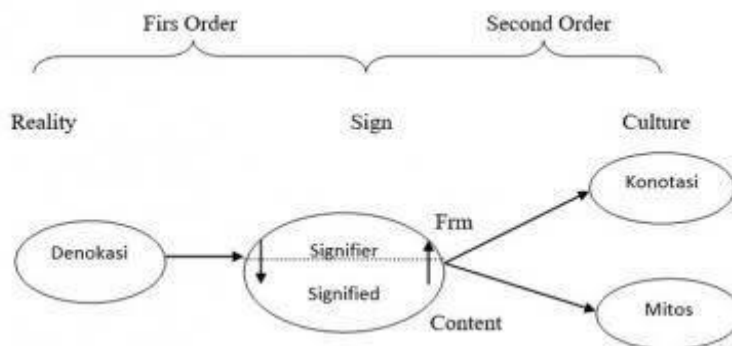 Firs Order
Second Order
Reality
Sign
Culture
Konotasi
Frm
Denokasi
Signifier
Signified
Content
Mitos